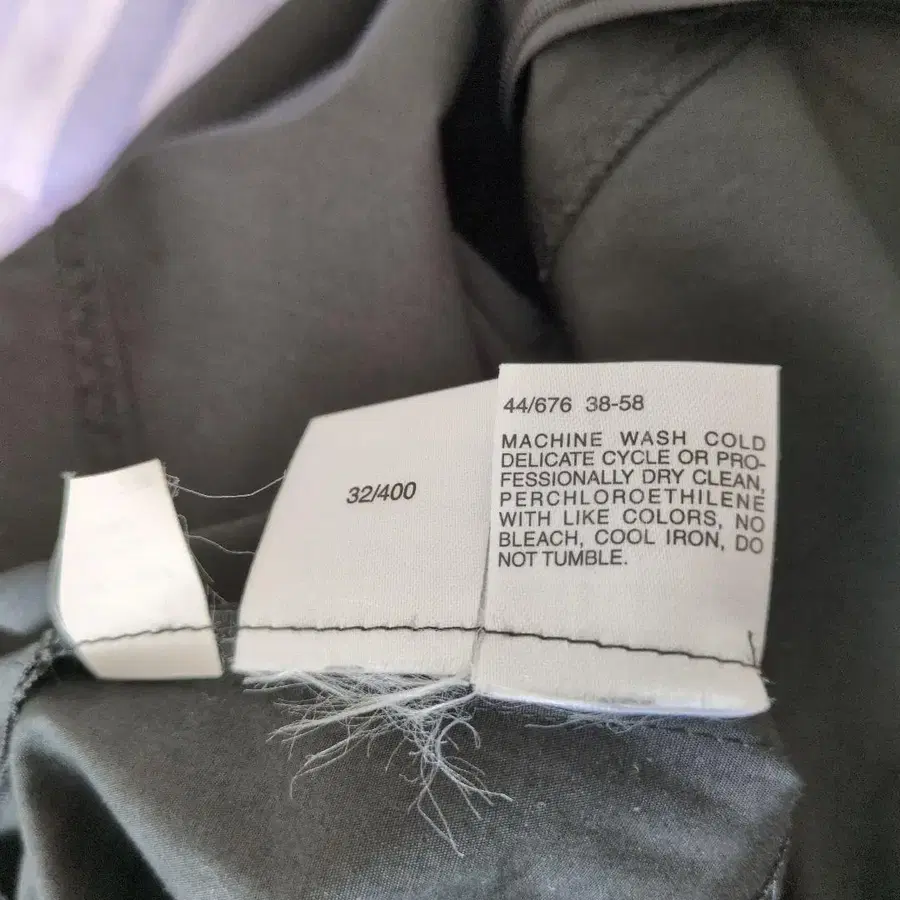 32/400
44/676 38-58
MACHINE WASH COLD
DELICATE CYCLE OR PRO-
FESSIONALLY DRY CLEAN,
PERCHLOROETHILENE
WITH LIKE COLORS, NO
BLEACH, COOL IRON, DO
NOT TUMBLE.